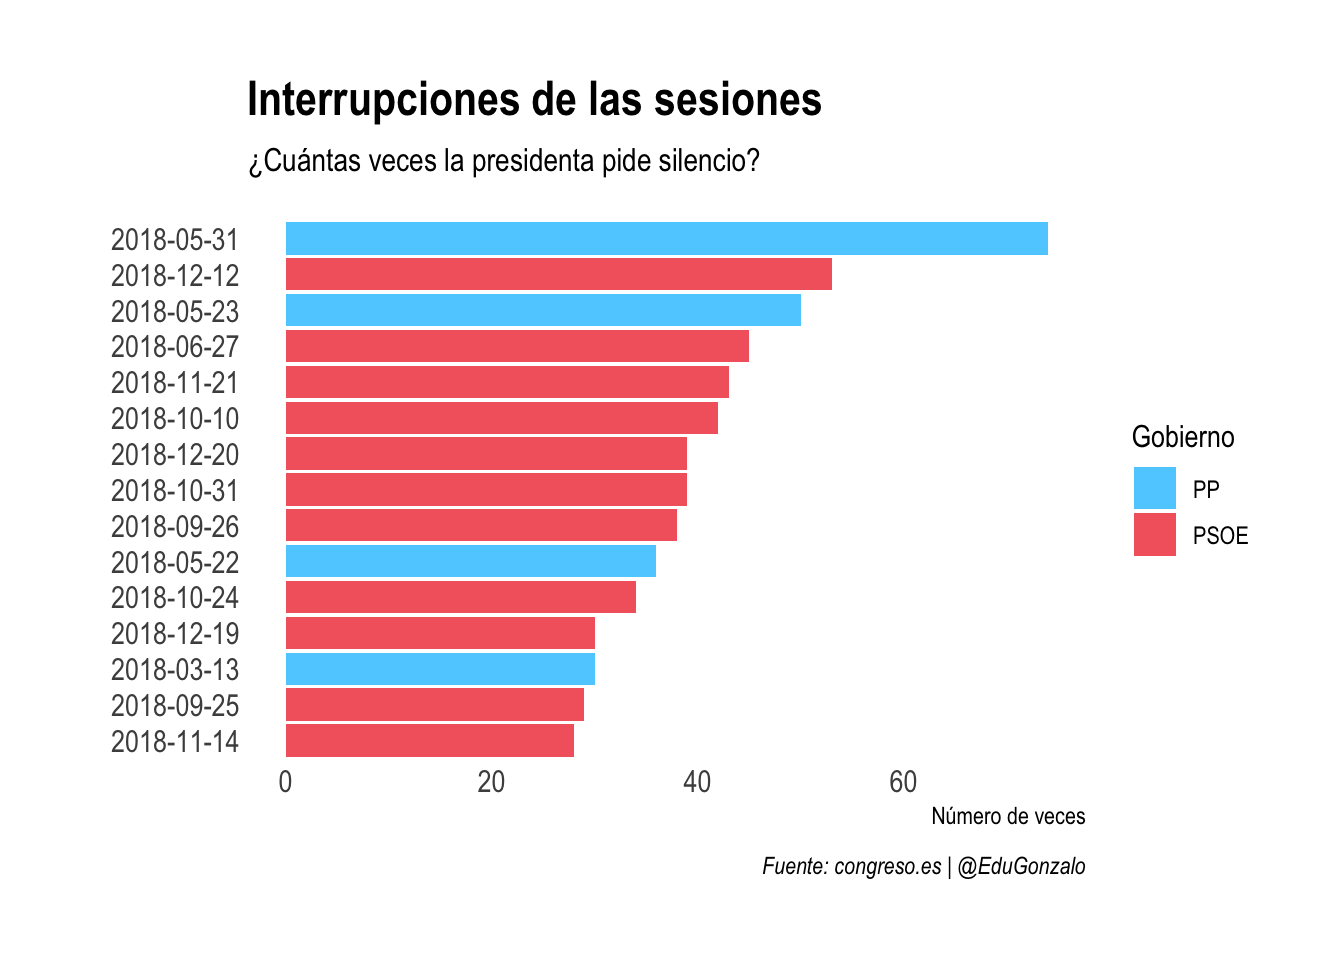 Interrupciones de las sesiones
¿Cuántas veces la presidenta pide silencio?
2018-05-31
2018-12-12
2018-05-23
2018-06-27
2018-11-21
2018-10-10
2018-12-20
2018-10-31
2018-09-26
2018-05-22
2018-10-24
2018-12-19
2018-03-13
2018-09-25
2018-11-14
0 20 40 60
Número de veces
Gobierno
PP
PSOE
Fuente: congreso.es | @EduGonzalo